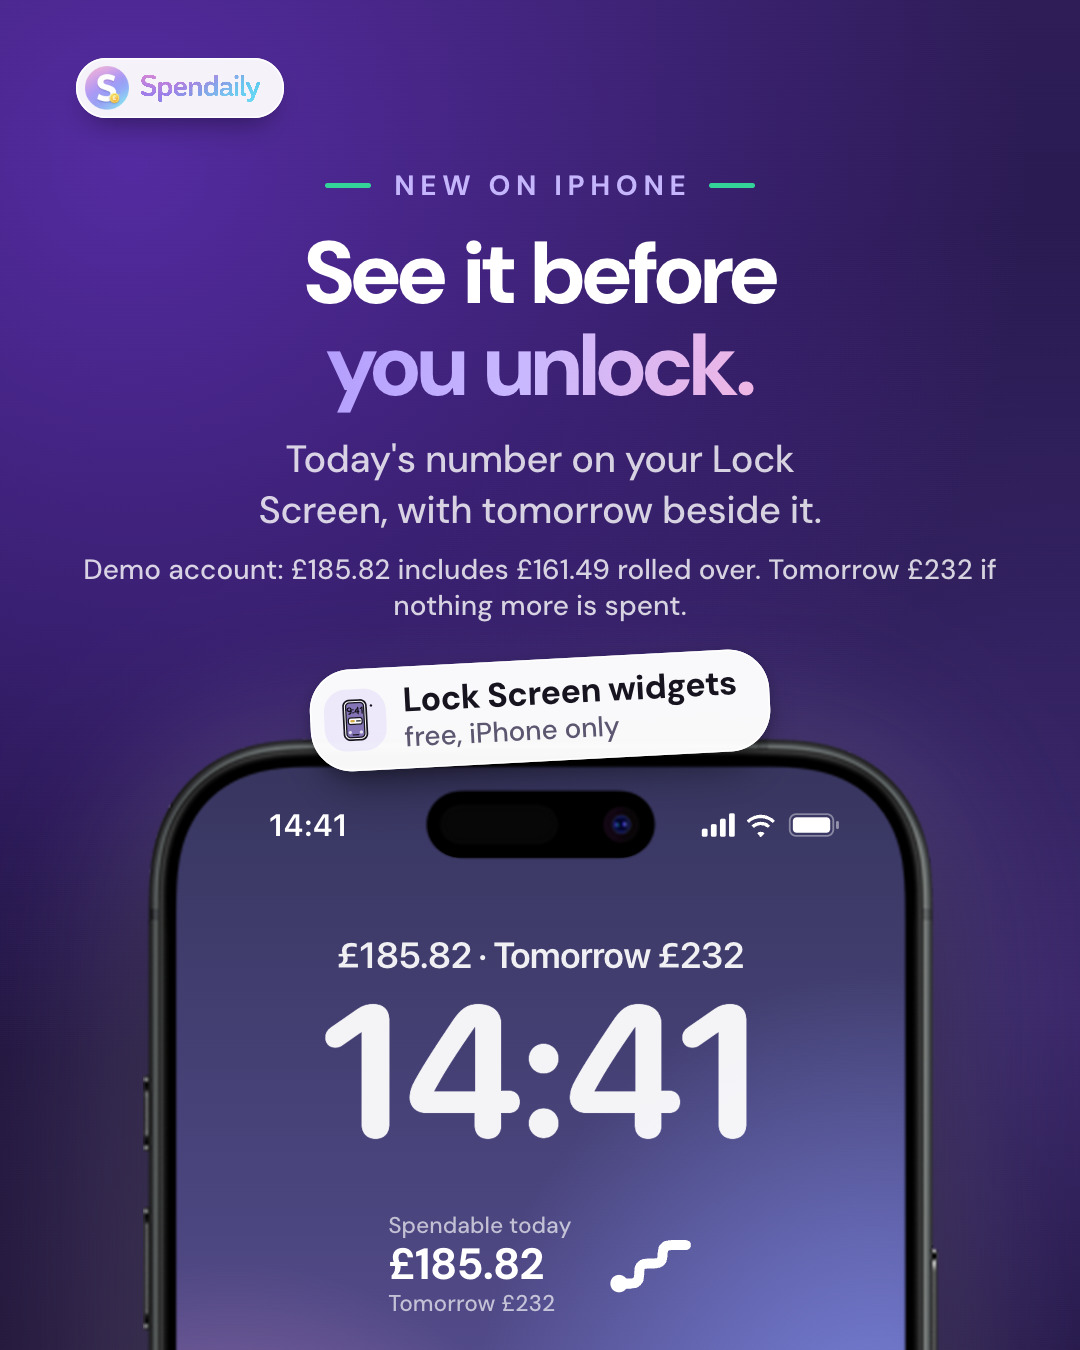 Spendaily
NEW ON IPHONE
See it before
you unlock.
Today's number on your Lock
Screen, with tomorrow beside it.
Demo account: £185.82 includes £161.49 rolled over. Tomorrow £232 if
nothing more is spent.
9:41
Lock Screen widgets
free, iPhone only
14:41
£185.82 · Tomorrow £232
14:41
Spendable today
£185.82
Tomorrow £232